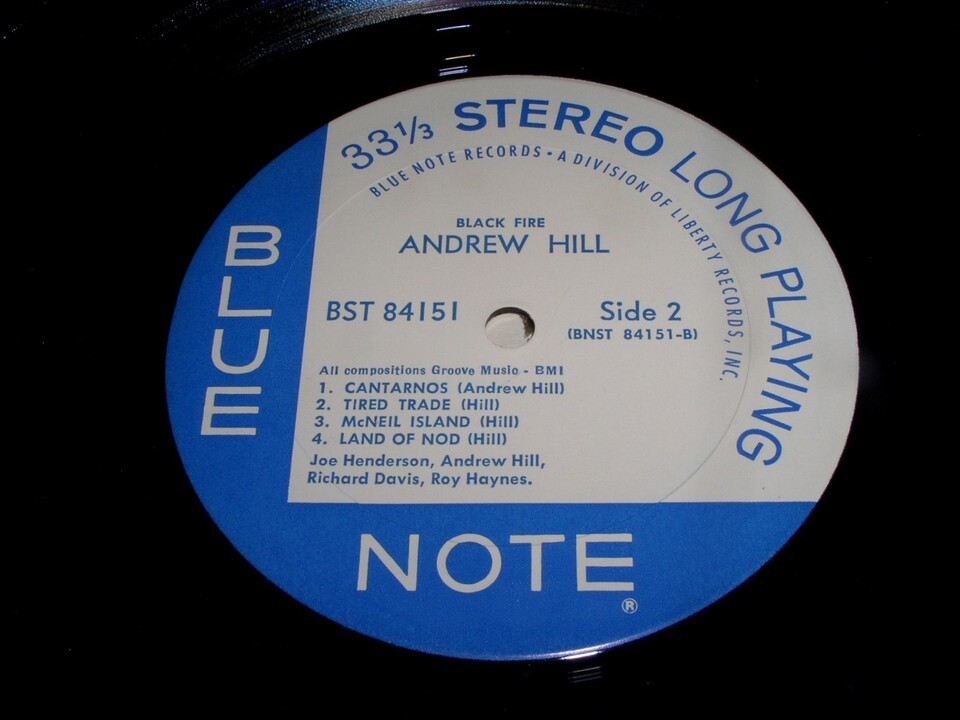 33⅓ STEREO LONG PLAYING
BLUE NOTE RECORDS • A DIVISION OF LIBERTY RECORDS, INC.
BLACK FIRE
ANDREW HILL
BST 84151
Side 2
(BNST 84151-B)
All compositions Groove Music - BMI
1. CANTARNOS (Andrew Hill)
2. TIRED TRADE (Hill)
3. McNEIL ISLAND (Hill)
4. LAND OF NOD (Hill)
Joe Henderson, Andrew Hill,
Richard Davis, Roy Haynes.
BLUE
NOTE
®